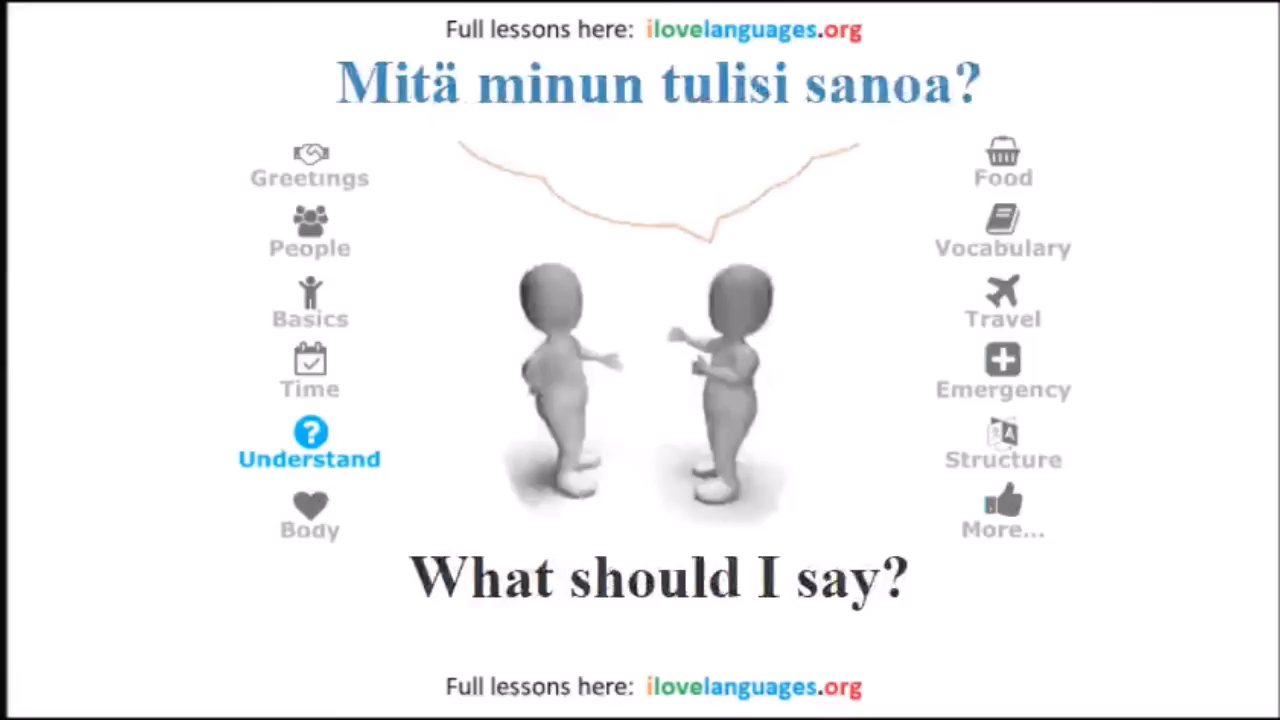 Full lessons here: ilovelanguages.org
Mitä minun tulisi sanoa?
Greetings
People
Basics
Time
Understand
Body
Food
Vocabulary
Travel
Emergency
Structure
More...
What should I say?
Full lessons here: ilovelanguages.org